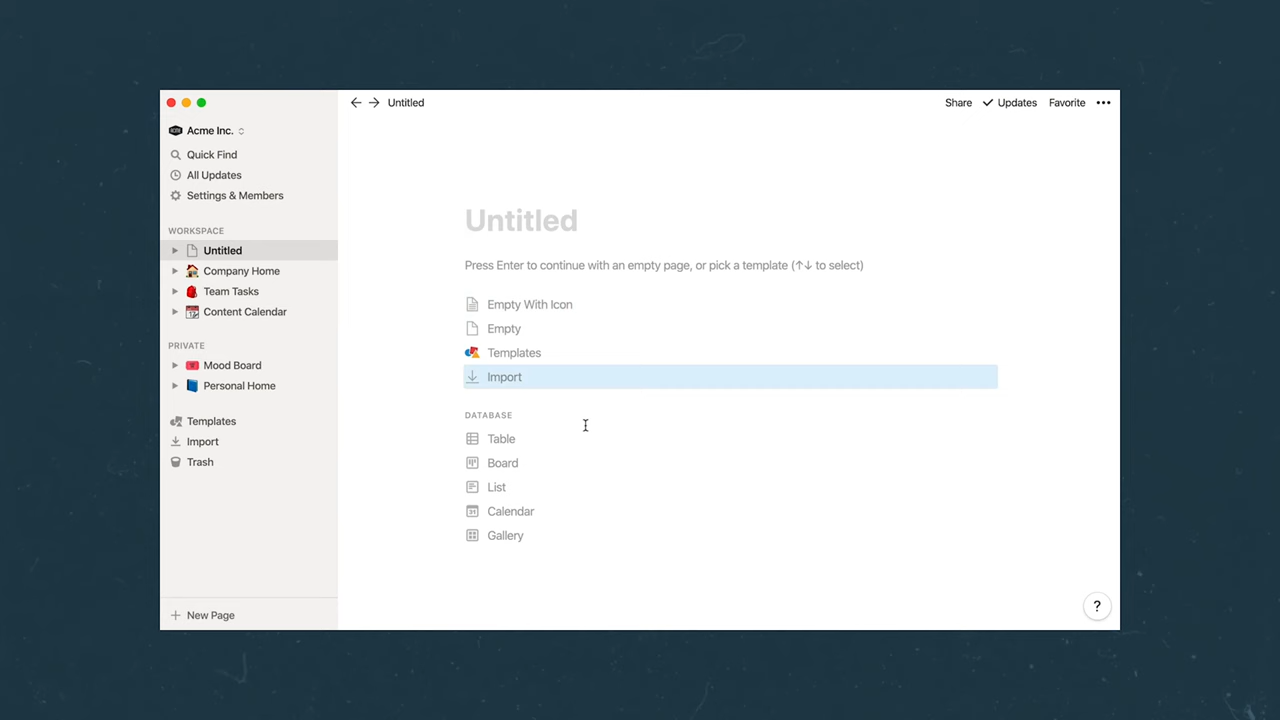 Acme Inc.
Quick Find
All Updates
Settings & Members
WORKSPACE
Untitled
Company Home
Team Tasks
Content Calendar
PRIVATE
Mood Board
Personal Home
Templates
Import
Trash
New Page
Untitled
Share
Updates
Favorite
Untitled
Press Enter to continue with an empty page, or pick a template (↑↓ to select)
Empty With Icon
Empty
Templates
Import
DATABASE
Table
Board
List
Calendar
Gallery
?